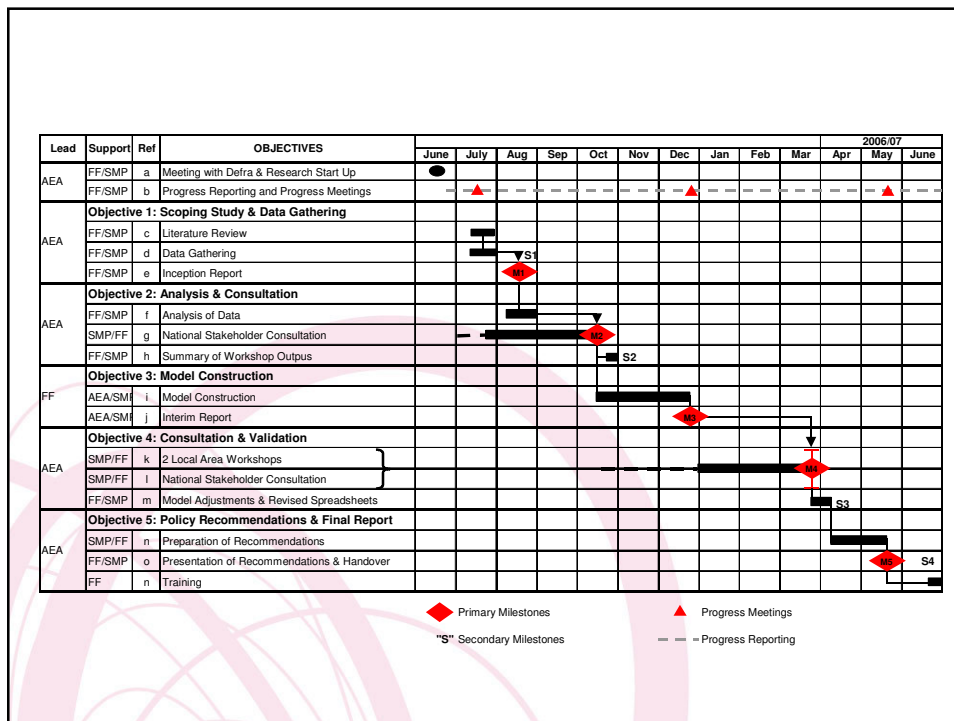 2006/07
Lead Support Ref OBJECTIVES June July Aug Sep Oct Nov Dec Jan Feb Mar Apr May June
AEA
FF/SMP a Meeting with Defra & Research Start Up
FF/SMP b Progress Reporting and Progress Meetings
Objective 1: Scoping Study & Data Gathering
AEA
FF/SMP c Literature Review
FF/SMP d Data Gathering S1
FF/SMP e Inception Report M1
Objective 2: Analysis & Consultation
AEA
FF/SMP f Analysis of Data
SMP/FF g National Stakeholder Consultation M2
FF/SMP h Summary of Workshop Outpus S2
Objective 3: Model Construction
FF
AEA/SMP i Model Construction
AEA/SMP j Interim Report M3
Objective 4: Consultation & Validation
AEA
SMP/FF k 2 Local Area Workshops
M4
SMP/FF l National Stakeholder Consultation
FF/SMP m Model Adjustments & Revised Spreadsheets S3
Objective 5: Policy Recommendations & Final Report
AEA
SMP/FF n Preparation of Recommendations
FF/SMP o Presentation of Recommendations & Handover M5 S4
FF n Training
Primary Milestones Progress Meetings
"S" Secondary Milestones Progress Reporting